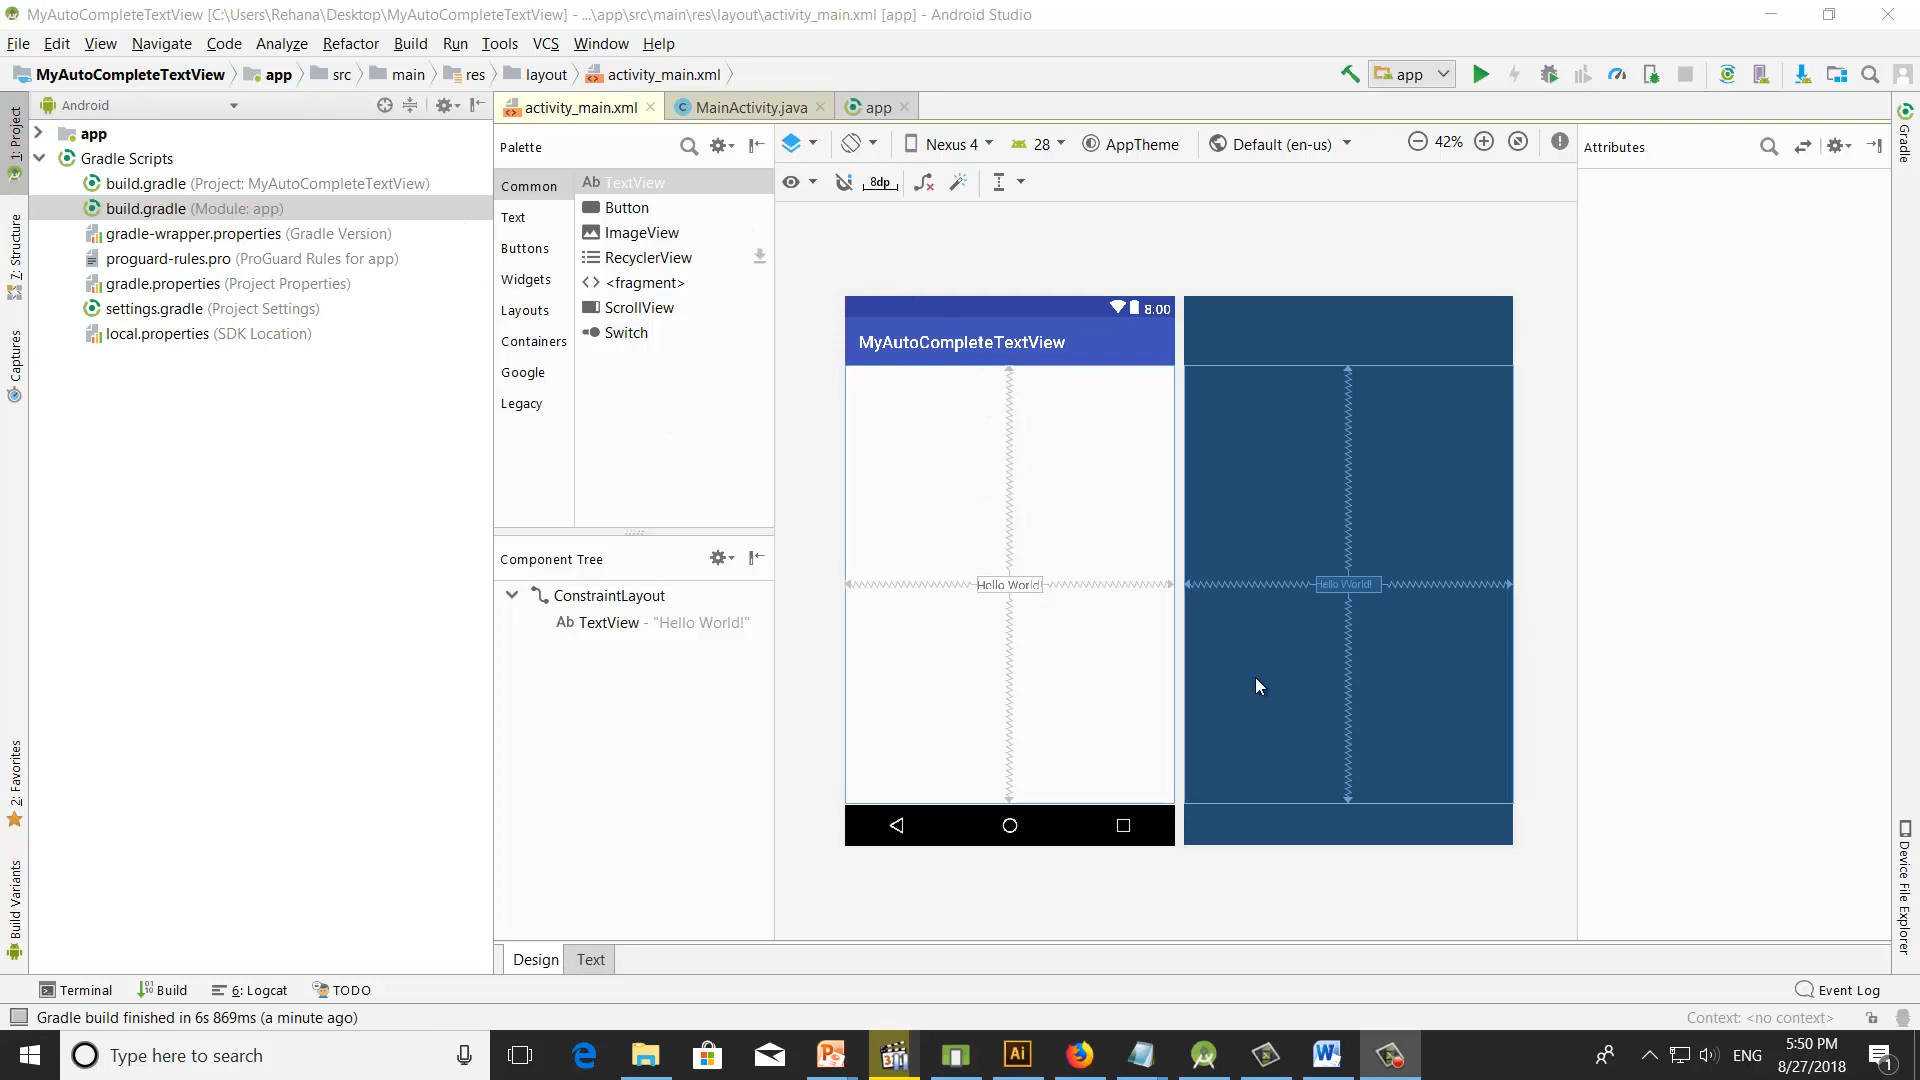 MyAutoCompleteTextView [C:\Users\Rehana\Desktop\MyAutoCompleteTextView] - ...\app\src\main\res\layout\activity_main.xml [app] - Android Studio
File Edit View Navigate Code Analyze Refactor Build Run Tools VCS Window Help
MyAutoCompleteTextView app src main res layout activity_main.xml app
1: Project
7: Structure
Captures
2: Favorites
Build Variants
Android
app
Gradle Scripts
build.gradle (Project: MyAutoCompleteTextView)
build.gradle (Module: app)
gradle-wrapper.properties (Gradle Version)
proguard-rules.pro (ProGuard Rules for app)
gradle.properties (Project Properties)
settings.gradle (Project Settings)
local.properties (SDK Location)
activity_main.xml MainActivity.java app
Palette
Common
Text
Buttons
Widgets
Layouts
Containers
Google
Legacy
Ab TextView
Button
ImageView
RecyclerView
<fragment>
ScrollView
Switch
Component Tree
ConstraintLayout
Ab TextView - "Hello World!"
Nexus 4 28 AppTheme Default (en-us) 42%
8dp
8:00
MyAutoCompleteTextView
Hello World!
Hello World!
Attributes
Gradle
Device File Explorer
Design Text
Terminal Build 6: Logcat TODO Event Log
Gradle build finished in 6s 869ms (a minute ago) Context: <no context>
Type here to search
ENG
5:50 PM
8/27/2018
1